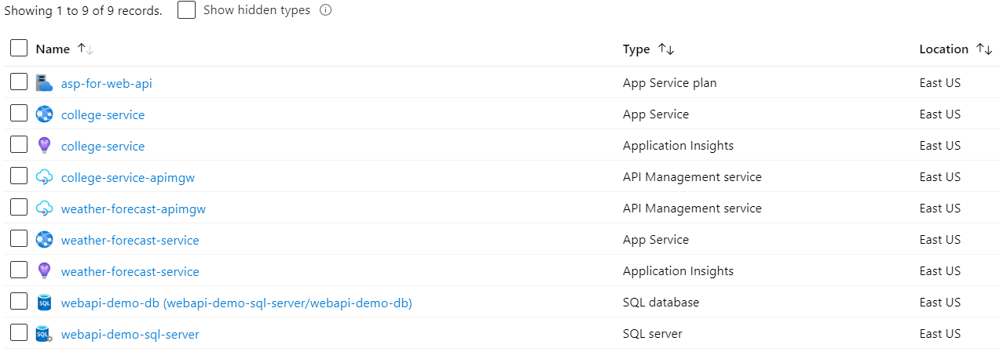 Showing 1 to 9 of 9 records. Show hidden types
Name Type Location
asp-for-web-api App Service plan East US
college-service App Service East US
college-service Application Insights East US
college-service-apimgw API Management service East US
weather-forecast-apimgw API Management service East US
weather-forecast-service App Service East US
weather-forecast-service Application Insights East US
webapi-demo-db (webapi-demo-sql-server/webapi-demo-db) SQL database East US
webapi-demo-sql-server SQL server East US